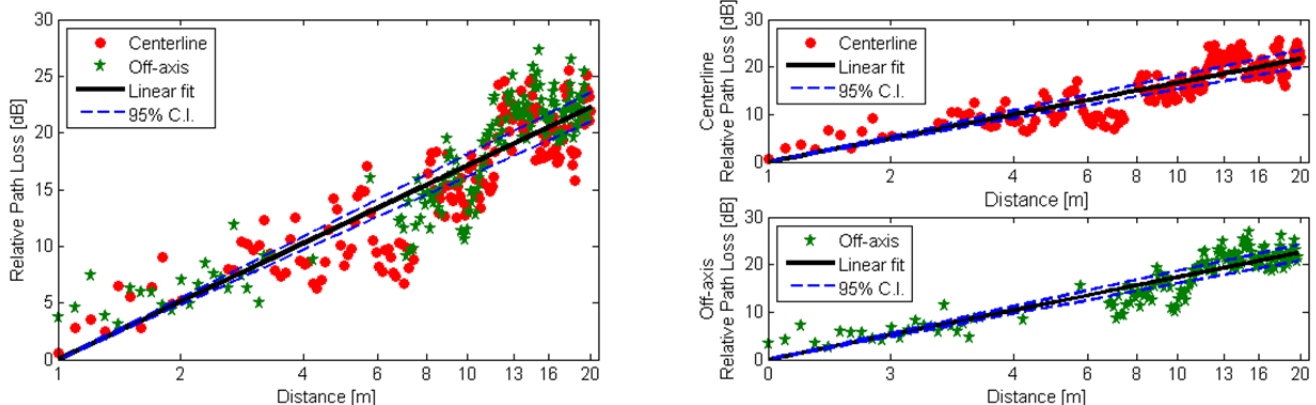 30
25
20
15
10
5
0
Relative Path Loss [dB]
Centerline
Off-axis
Linear fit
95% C.I.
1 2 4 6 8 10 13 16 20
Distance [m]
30
20
10
0
Centerline
Relative Path Loss [dB]
Centerline
Linear fit
95% C.I.
1 2 4 6 8 10 13 16 20
Distance [m]
30
20
10
0
Off-axis
Relative Path Loss [dB]
Off-axis
Linear fit
95% C.I.
0 3 4 6 8 10 13 16 20
Distance [m]